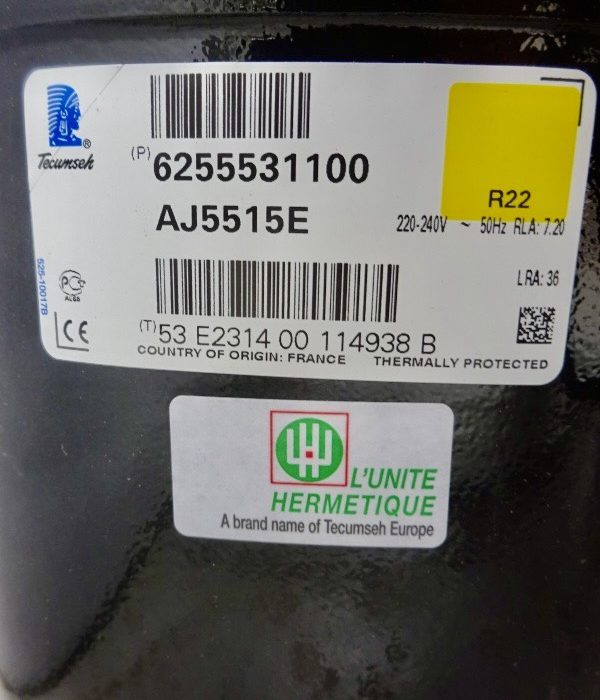 ®
Tecumseh
(P) 6255531100
AJ5515E
R22
220-240V ~ 50Hz RLA: 7.20
LRA: 36
525-10017B
CE
(T) 53 E2314 00 114938 B
COUNTRY OF ORIGIN: FRANCE THERMALLY PROTECTED
L'UNITE
HERMETIQUE
A brand name of Tecumseh Europe